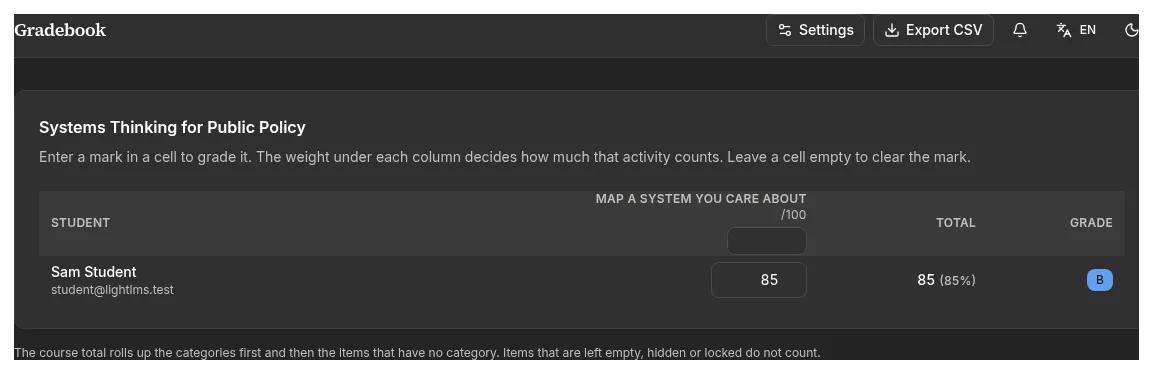 Gradebook
Settings
Export CSV
EN
Systems Thinking for Public Policy
Enter a mark in a cell to grade it. The weight under each column decides how much that activity counts. Leave a cell empty to clear the mark.
STUDENT
MAP A SYSTEM YOU CARE ABOUT
/100
TOTAL
GRADE
Sam Student
student@lightlms.test
85
85 (85%)
B
The course total rolls up the categories first and then the items that have no category. Items that are left empty, hidden or locked do not count.